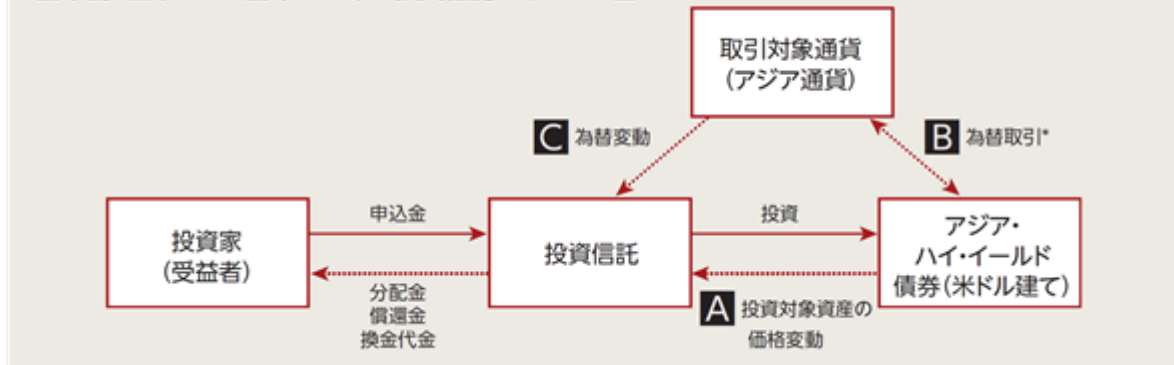 取引対象通貨
(アジア通貨)
C 為替変動
B 為替取引*
投資家
(受益者)
申込金
分配金
償還金
換金代金
投資信託
投資
A 投資対象資産の
価格変動
アジア・
ハイ・イールド
債券(米ドル建て)